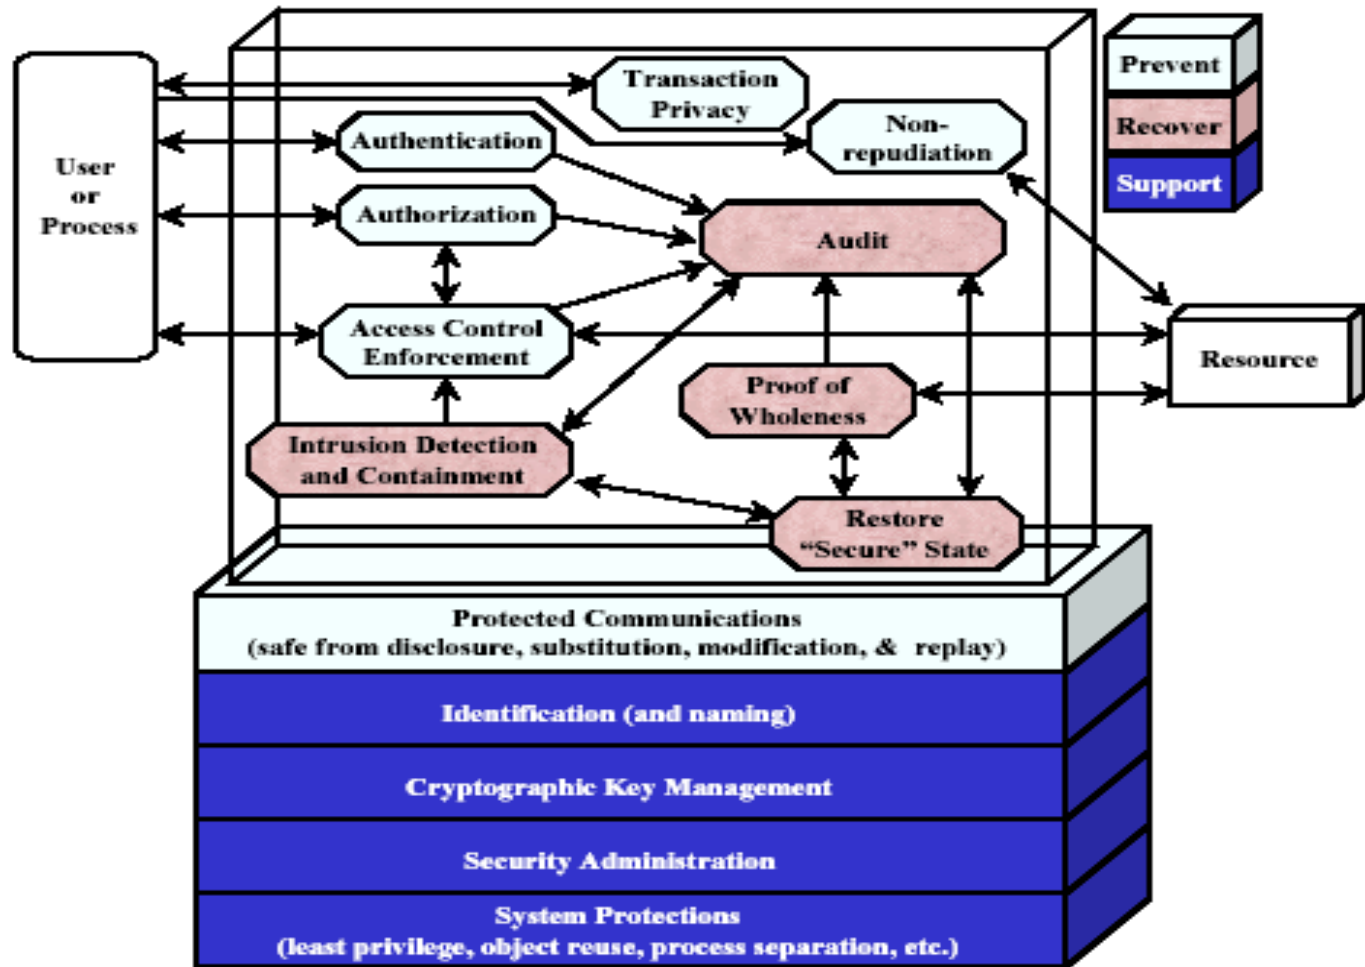 Transaction
Privacy
Prevent
Recover
Support
Non-
repudiation
Authentication
User
or
Process
Authorization
Audit
Access Control
Enforcement
Resource
Proof of
Wholeness
Intrusion Detection
and Containment
Restore
“Secure” State
Protected Communications
(safe from disclosure, substitution, modification, & replay)
Identification (and naming)
Cryptographic Key Management
Security Administration
System Protections
(least privilege, object reuse, process separation, etc.)